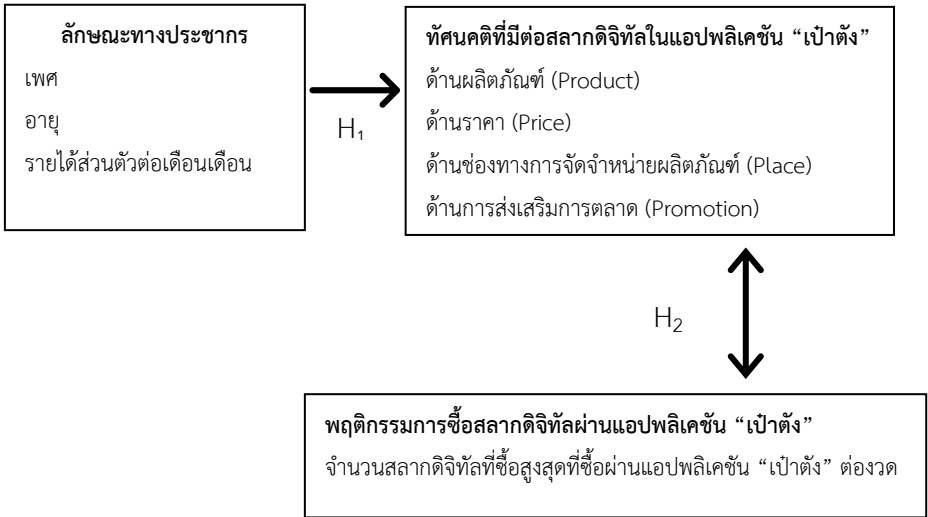 ลักษณะทางประชากร
เพศ
อายุ
รายได้ส่วนตัวต่อเดือนเดือน
H₁
ทัศนคติที่มีต่อสลากดิจิทัลในแอปพลิเคชัน “เป๋าตัง”
ด้านผลิตภัณฑ์ (Product)
ด้านราคา (Price)
ด้านช่องทางการจัดจำหน่ายผลิตภัณฑ์ (Place)
ด้านการส่งเสริมการตลาด (Promotion)
H₂
พฤติกรรมการซื้อสลากดิจิทัลผ่านแอปพลิเคชัน “เป๋าตัง”
จำนวนสลากดิจิทัลที่ซื้อสูงสุดที่ซื้อผ่านแอปพลิเคชัน “เป๋าตัง” ต่องวด